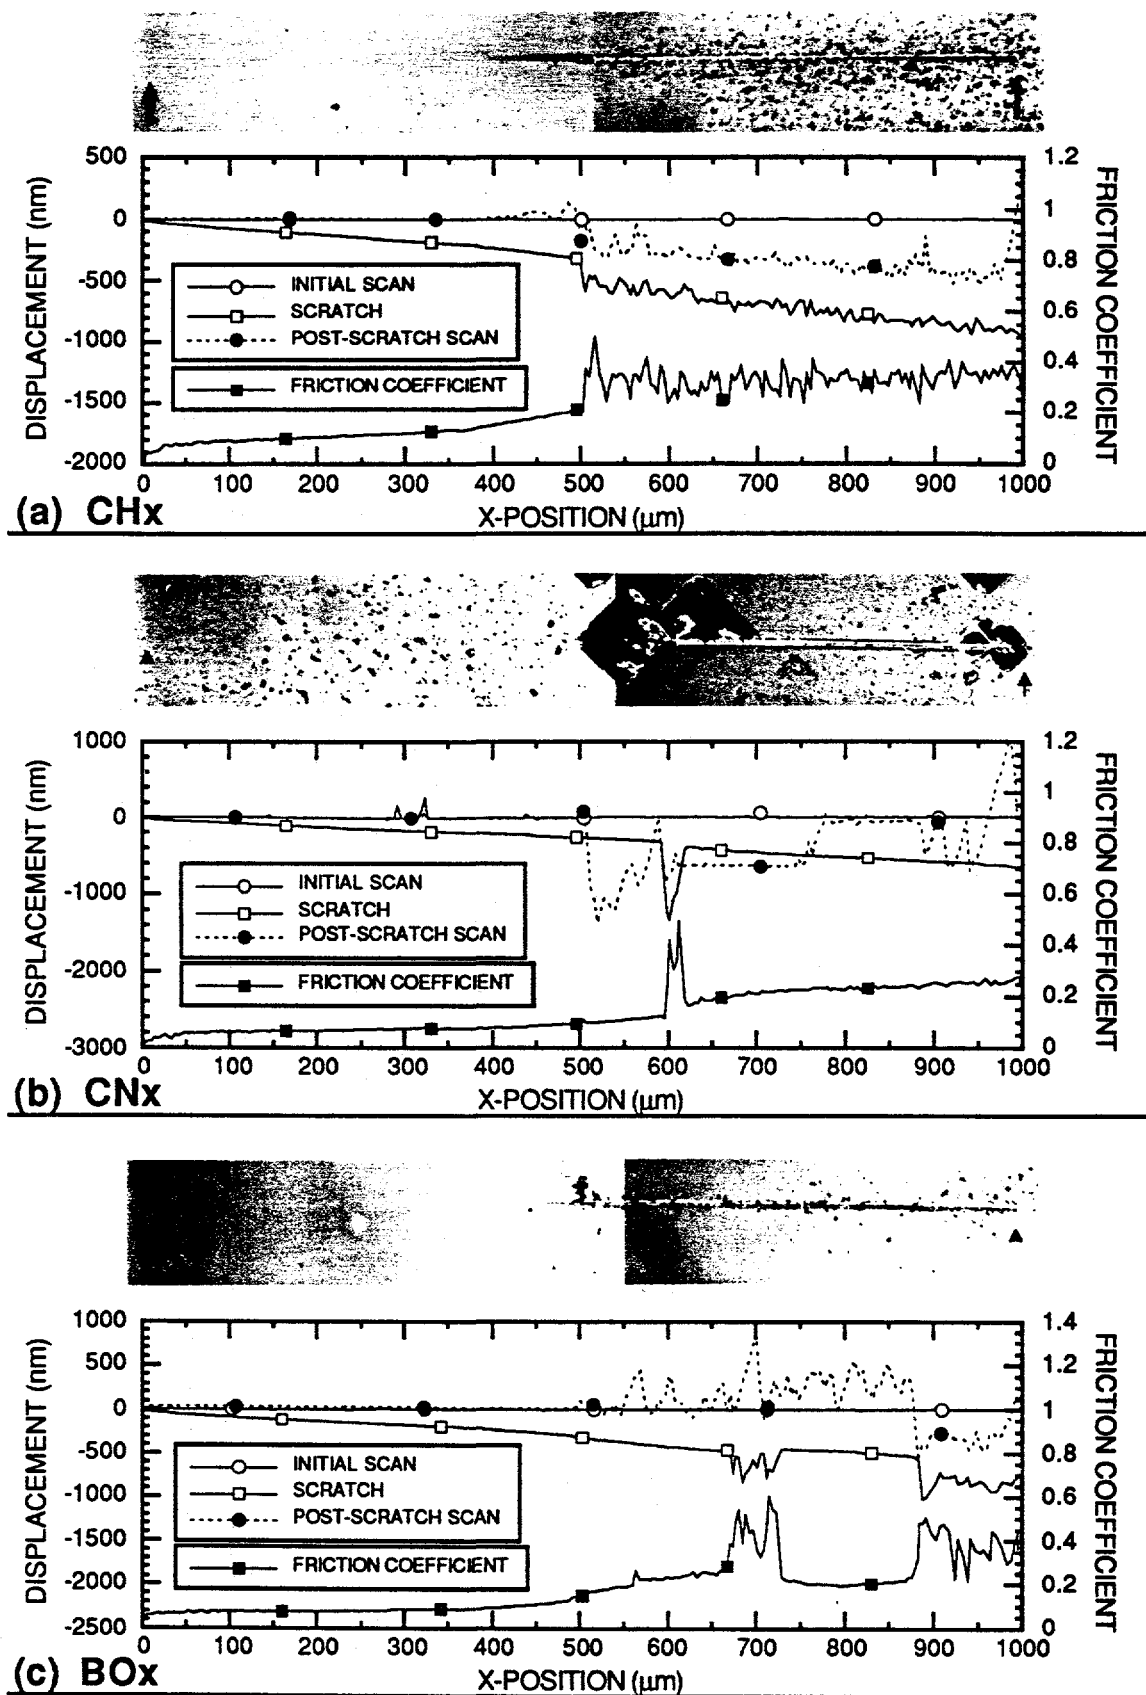 500
0
-500
-1000
-1500
-2000
DISPLACEMENT (nm)
1.2
1
0.8
0.6
0.4
0.2
0
FRICTION COEFFICIENT
INITIAL SCAN
SCRATCH
POST-SCRATCH SCAN
FRICTION COEFFICIENT
0 100 200 300 400 500 600 700 800 900 1000
(a) CHx
X-POSITION (µm)
1000
0
-1000
-2000
-3000
DISPLACEMENT (nm)
1.2
1
0.8
0.6
0.4
0.2
0
FRICTION COEFFICIENT
INITIAL SCAN
SCRATCH
POST-SCRATCH SCAN
FRICTION COEFFICIENT
0 100 200 300 400 500 600 700 800 900 1000
(b) CNx
X-POSITION (µm)
1000
500
0
-500
-1000
-1500
-2000
-2500
DISPLACEMENT (nm)
1.4
1.2
1
0.8
0.6
0.4
0.2
0
FRICTION COEFFICIENT
INITIAL SCAN
SCRATCH
POST-SCRATCH SCAN
FRICTION COEFFICIENT
0 100 200 300 400 500 600 700 800 900 1000
(c) BOx
X-POSITION (µm)